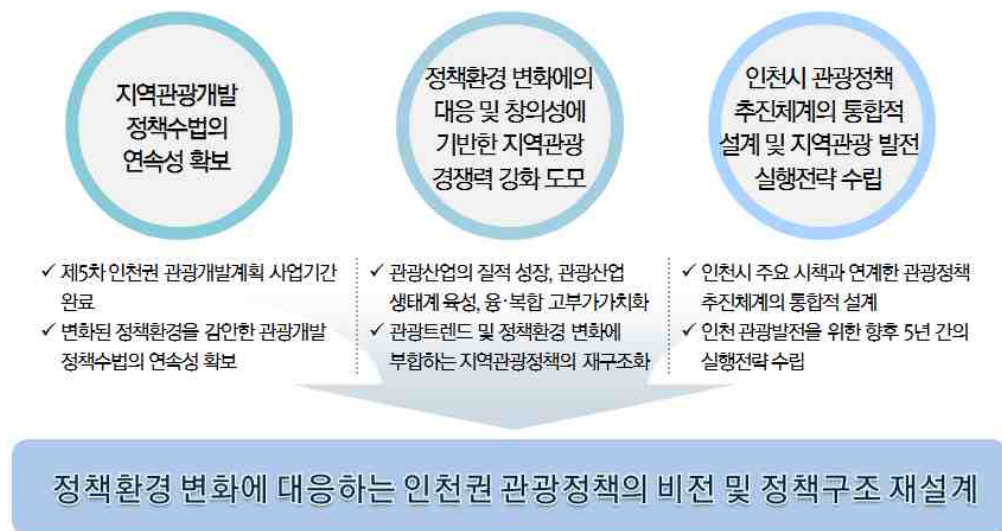 지역관광개발
정책수법의
연속성 확보
정책환경 변화에의
대응 및 창의성에
기반한 지역관광
경쟁력 강화 도모
인천시 관광정책
추진체계의 통합적
설계 및 지역관광 발전
실행전략 수립
✓ 제5차 인천권 관광개발계획 사업기간
완료
✓ 변화된 정책환경을 감안한 관광개발
정책수법의 연속성 확보
✓ 관광산업의 질적 성장, 관광산업
생태계 육성, 융·복합 고부가가치화
✓ 관광트렌드 및 정책환경 변화에
부합하는 지역관광정책의 재구조화
✓ 인천시 주요 시책과 연계한 관광정책
추진체계의 통합적 설계
✓ 인천 관광발전을 위한 향후 5년 간의
실행전략 수립
정책환경 변화에 대응하는 인천권 관광정책의 비전 및 정책구조 재설계